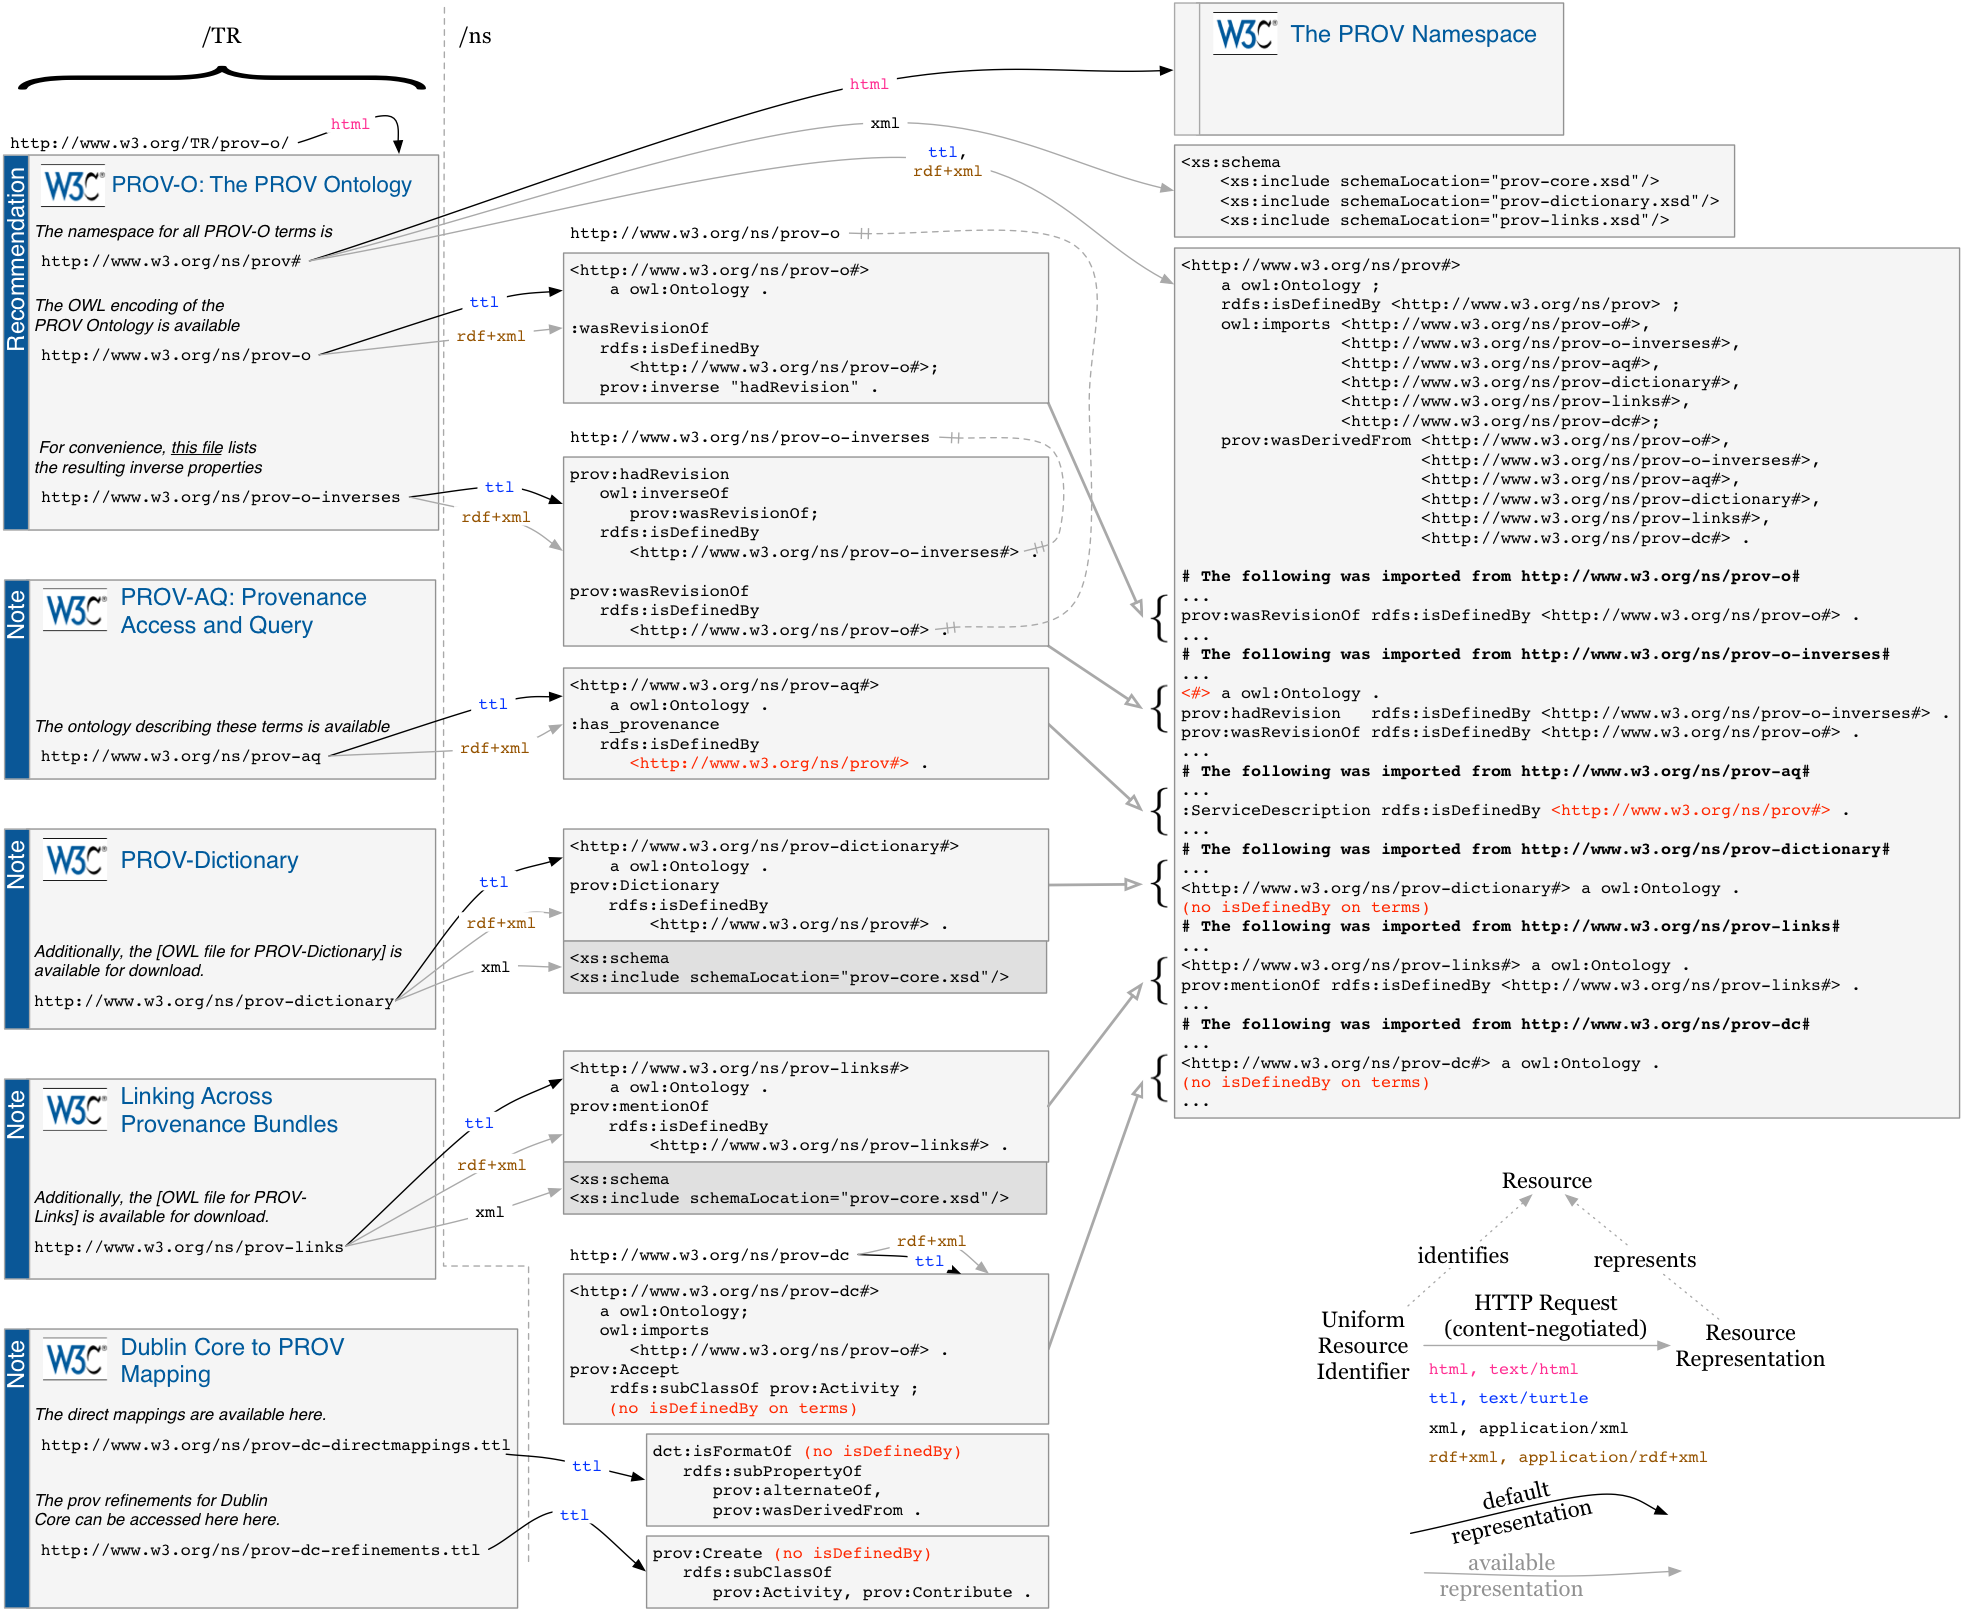 /TR
/ns
http://www.w3.org/TR/prov-o/
html
Recommendation
W3C® PROV-O: The PROV Ontology
The namespace for all PROV-O terms is
http://www.w3.org/ns/prov#
The OWL encoding of the
PROV Ontology is available
http://www.w3.org/ns/prov-o
For convenience, this file lists
the resulting inverse properties
http://www.w3.org/ns/prov-o-inverses
Note
W3C® PROV-AQ: Provenance
Access and Query
The ontology describing these terms is available
http://www.w3.org/ns/prov-aq
Note
W3C® PROV-Dictionary
Additionally, the [OWL file for PROV-Dictionary] is
available for download.
http://www.w3.org/ns/prov-dictionary
Note
W3C® Linking Across
Provenance Bundles
Additionally, the [OWL file for PROV-
Links] is available for download.
http://www.w3.org/ns/prov-links
Note
W3C® Dublin Core to PROV
Mapping
The direct mappings are available here.
http://www.w3.org/ns/prov-dc-directmappings.ttl
The prov refinements for Dublin
Core can be accessed here here.
http://www.w3.org/ns/prov-dc-refinements.ttl
html
xml
ttl,
rdf+xml
http://www.w3.org/ns/prov-o
ttl
rdf+xml
<http://www.w3.org/ns/prov-o#>
a owl:Ontology .
:wasRevisionOf
rdfs:isDefinedBy
<http://www.w3.org/ns/prov-o#>;
prov:inverse "hadRevision" .
http://www.w3.org/ns/prov-o-inverses
ttl
rdf+xml
prov:hadRevision
owl:inverseOf
prov:wasRevisionOf;
rdfs:isDefinedBy
<http://www.w3.org/ns/prov-o-inverses#> .
prov:wasRevisionOf
rdfs:isDefinedBy
<http://www.w3.org/ns/prov-o#> .
ttl
rdf+xml
<http://www.w3.org/ns/prov-aq#>
a owl:Ontology .
:has_provenance
rdfs:isDefinedBy
<http://www.w3.org/ns/prov#> .
ttl
rdf+xml
xml
<http://www.w3.org/ns/prov-dictionary#>
a owl:Ontology .
prov:Dictionary
rdfs:isDefinedBy
<http://www.w3.org/ns/prov#> .
<xs:schema
<xs:include schemaLocation="prov-core.xsd"/>
ttl
rdf+xml
xml
<http://www.w3.org/ns/prov-links#>
a owl:Ontology .
prov:mentionOf
rdfs:isDefinedBy
<http://www.w3.org/ns/prov-links#> .
<xs:schema
<xs:include schemaLocation="prov-core.xsd"/>
http://www.w3.org/ns/prov-dc
rdf+xml
ttl
<http://www.w3.org/ns/prov-dc#>
a owl:Ontology;
owl:imports
<http://www.w3.org/ns/prov-o#> .
prov:Accept
rdfs:subClassOf prov:Activity ;
(no isDefinedBy on terms)
ttl
dct:isFormatOf (no isDefinedBy)
rdfs:subPropertyOf
prov:alternateOf,
prov:wasDerivedFrom .
ttl
prov:Create (no isDefinedBy)
rdfs:subClassOf
prov:Activity, prov:Contribute .
W3C® The PROV Namespace
<xs:schema
<xs:include schemaLocation="prov-core.xsd"/>
<xs:include schemaLocation="prov-dictionary.xsd"/>
<xs:include schemaLocation="prov-links.xsd"/>
<http://www.w3.org/ns/prov#>
a owl:Ontology ;
rdfs:isDefinedBy <http://www.w3.org/ns/prov> ;
owl:imports <http://www.w3.org/ns/prov-o#>,
<http://www.w3.org/ns/prov-o-inverses#>,
<http://www.w3.org/ns/prov-aq#>,
<http://www.w3.org/ns/prov-dictionary#>,
<http://www.w3.org/ns/prov-links#>,
<http://www.w3.org/ns/prov-dc#>;
prov:wasDerivedFrom <http://www.w3.org/ns/prov-o#>,
<http://www.w3.org/ns/prov-o-inverses#>,
<http://www.w3.org/ns/prov-aq#>,
<http://www.w3.org/ns/prov-dictionary#>,
<http://www.w3.org/ns/prov-links#>,
<http://www.w3.org/ns/prov-dc#> .
# The following was imported from http://www.w3.org/ns/prov-o#
...
prov:wasRevisionOf rdfs:isDefinedBy <http://www.w3.org/ns/prov-o#> .
...
# The following was imported from http://www.w3.org/ns/prov-o-inverses#
...
<#> a owl:Ontology .
prov:hadRevision rdfs:isDefinedBy <http://www.w3.org/ns/prov-o-inverses#> .
prov:wasRevisionOf rdfs:isDefinedBy <http://www.w3.org/ns/prov-o#> .
...
# The following was imported from http://www.w3.org/ns/prov-aq#
...
:ServiceDescription rdfs:isDefinedBy <http://www.w3.org/ns/prov#> .
...
# The following was imported from http://www.w3.org/ns/prov-dictionary#
...
<http://www.w3.org/ns/prov-dictionary#> a owl:Ontology .
(no isDefinedBy on terms)
# The following was imported from http://www.w3.org/ns/prov-links#
...
<http://www.w3.org/ns/prov-links#> a owl:Ontology .
prov:mentionOf rdfs:isDefinedBy <http://www.w3.org/ns/prov-links#> .
...
# The following was imported from http://www.w3.org/ns/prov-dc#
...
<http://www.w3.org/ns/prov-dc#> a owl:Ontology .
(no isDefinedBy on terms)
...
Resource
identifies
represents
Uniform
Resource
Identifier
HTTP Request
(content-negotiated)
Resource
Representation
html, text/html
ttl, text/turtle
xml, application/xml
rdf+xml, application/rdf+xml
default
representation
available
representation